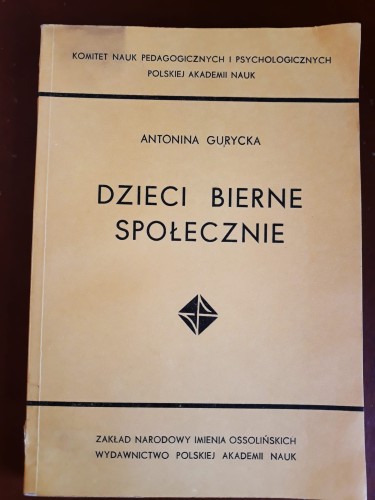 KOMITET NAUK PEDAGOGICZNYCH I PSYCHOLOGICZNYCH
POLSKIEJ AKADEMII NAUK
ANTONINA GURYCKA
DZIECI BIERNE
SPOŁECZNIE
ZAKŁAD NARODOWY IMIENIA OSSOLIŃSKICH
WYDAWNICTWO POLSKIEJ AKADEMII NAUK